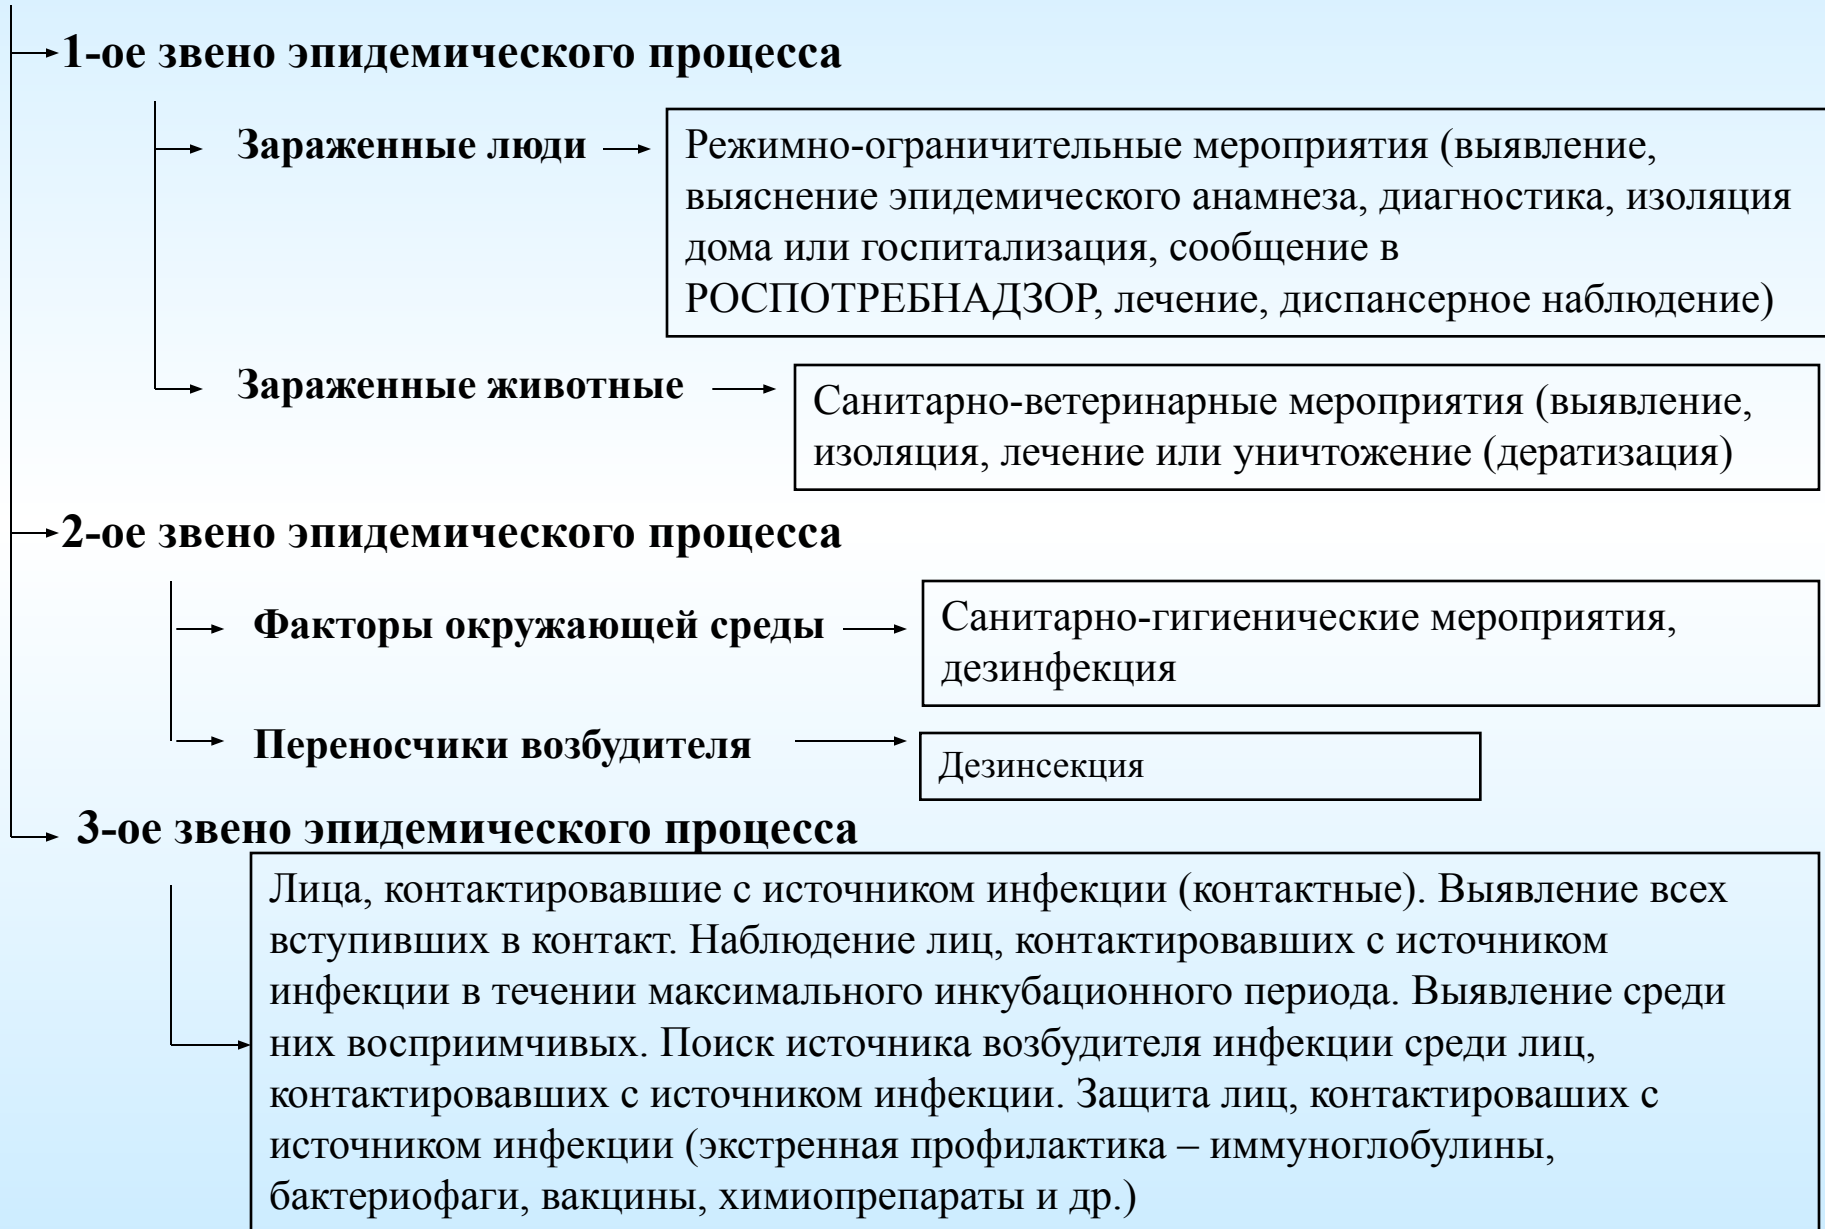 1-ое звено эпидемического процесса
Зараженные люди
Режимно-ограничительные мероприятия (выявление,
выяснение эпидемического анамнеза, диагностика, изоляция
дома или госпитализация, сообщение в
РОСПОТРЕБНАДЗОР, лечение, диспансерное наблюдение)
Зараженные животные
Санитарно-ветеринарные мероприятия (выявление,
изоляция, лечение или уничтожение (дератизация)
2-ое звено эпидемического процесса
Факторы окружающей среды
Санитарно-гигиенические мероприятия,
дезинфекция
Переносчики возбудителя
Дезинсекция
3-ое звено эпидемического процесса
Лица, контактировавшие с источником инфекции (контактные). Выявление всех
вступивших в контакт. Наблюдение лиц, контактировавших с источником
инфекции в течении максимального инкубационного периода. Выявление среди
них восприимчивых. Поиск источника возбудителя инфекции среди лиц,
контактировавших с источником инфекции. Защита лиц, контактироваших с
источником инфекции (экстренная профилактика – иммуноглобулины,
бактериофаги, вакцины, химиопрепараты и др.)